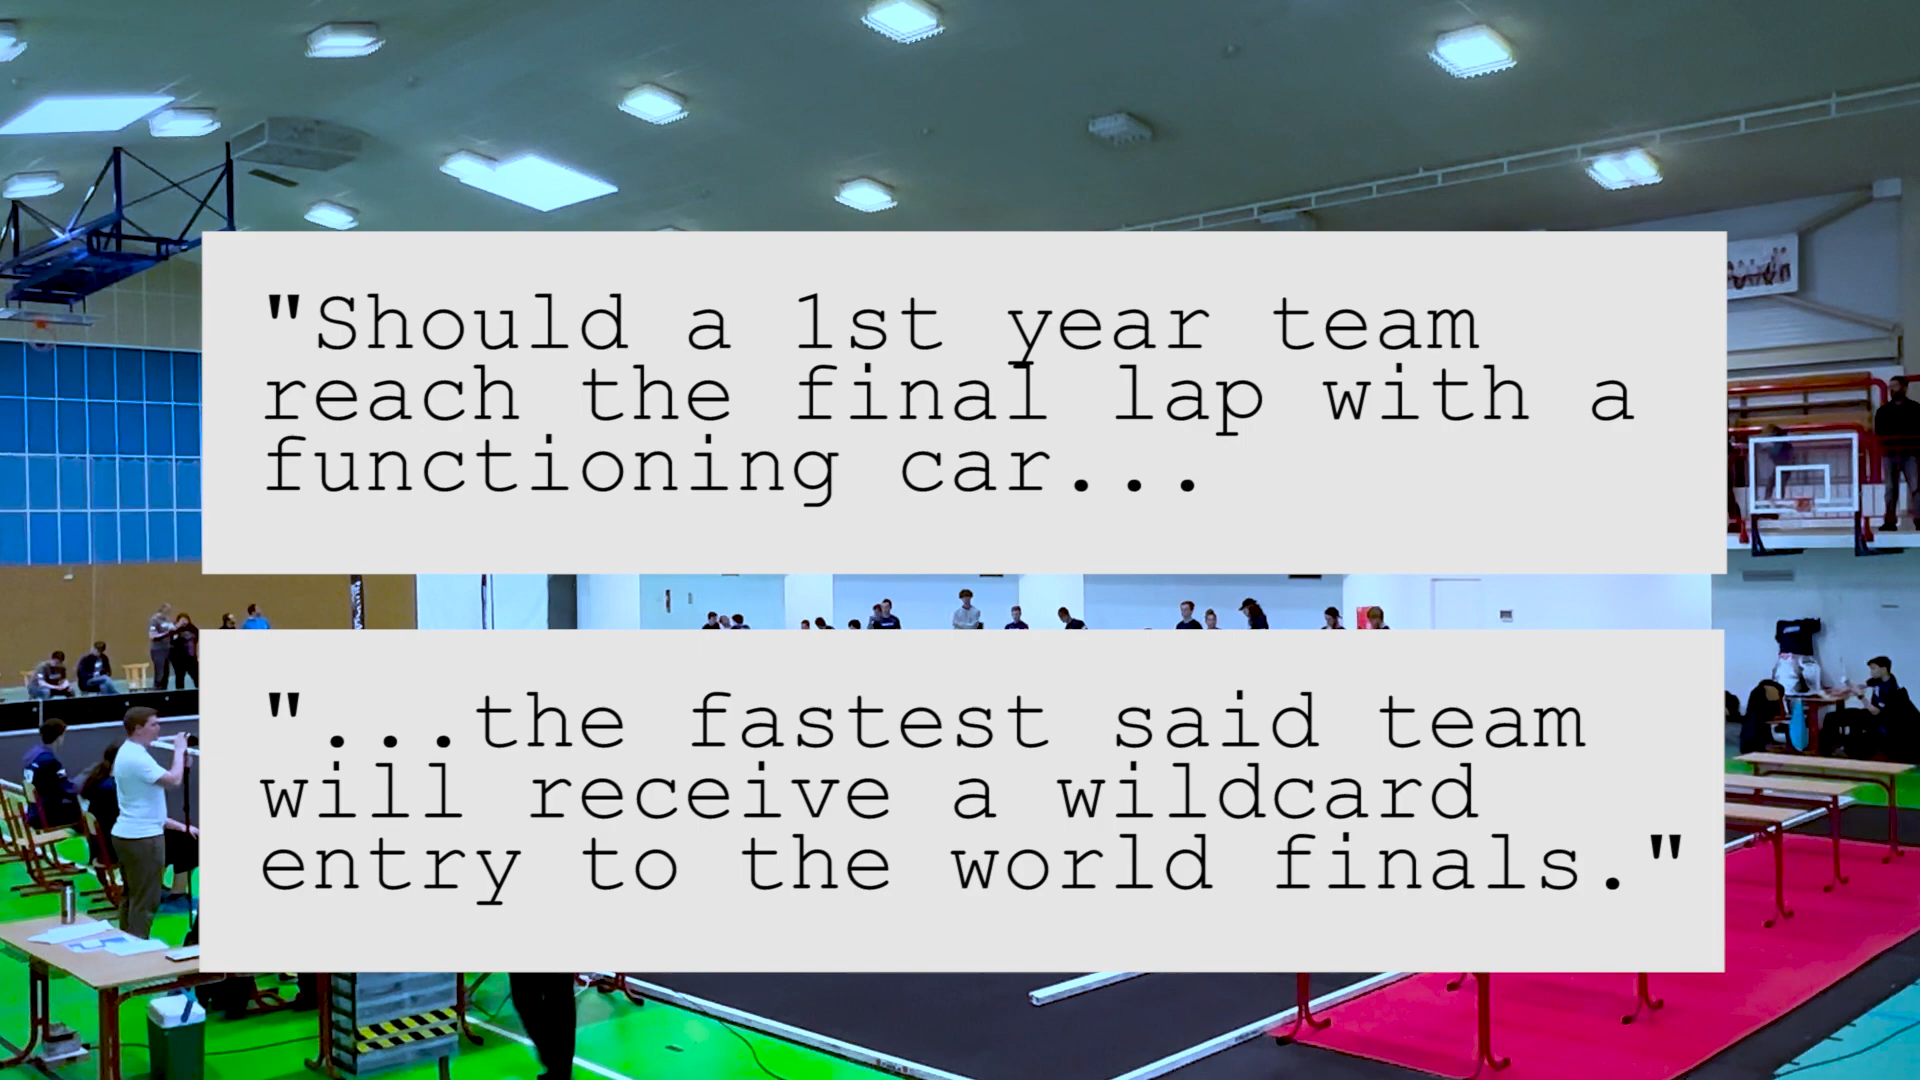 "Should a 1st year team
reach the final lap with a
functioning car...
"...the fastest said team
will receive a wildcard
entry to the world finals."